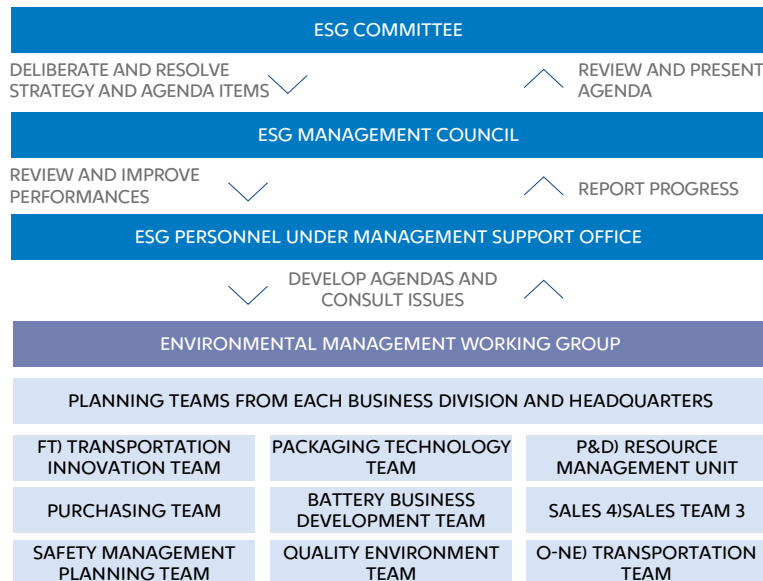 ESG COMMITTEE
DELIBERATE AND RESOLVE
STRATEGY AND AGENDA ITEMS
REVIEW AND PRESENT
AGENDA
ESG MANAGEMENT COUNCIL
REVIEW AND IMPROVE
PERFORMANCES
REPORT PROGRESS
ESG PERSONNEL UNDER MANAGEMENT SUPPORT OFFICE
DEVELOP AGENDAS AND
CONSULT ISSUES
ENVIRONMENTAL MANAGEMENT WORKING GROUP
PLANNING TEAMS FROM EACH BUSINESS DIVISION AND HEADQUARTERS
FT) TRANSPORTATION
INNOVATION TEAM
PACKAGING TECHNOLOGY
TEAM
P&D) RESOURCE
MANAGEMENT UNIT
PURCHASING TEAM
BATTERY BUSINESS
DEVELOPMENT TEAM
SALES 4)SALES TEAM 3
SAFETY MANAGEMENT
PLANNING TEAM
QUALITY ENVIRONMENT
TEAM
O-NE) TRANSPORTATION
TEAM